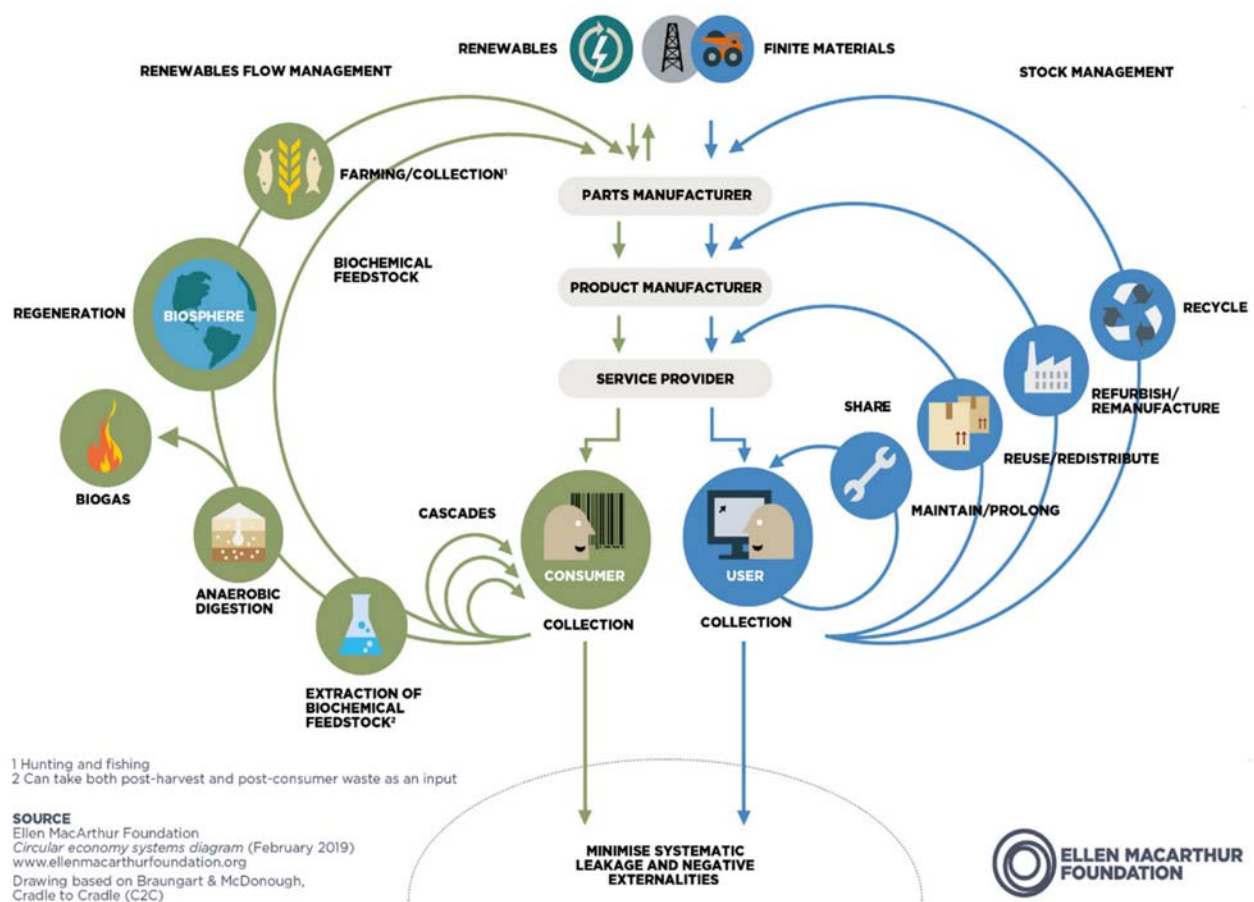 RENEWABLES
FINITE MATERIALS
RENEWABLES FLOW MANAGEMENT
STOCK MANAGEMENT
FARMING/COLLECTION¹
PARTS MANUFACTURER
BIOCHEMICAL
FEEDSTOCK
PRODUCT MANUFACTURER
REGENERATION
BIOSPHERE
RECYCLE
SERVICE PROVIDER
SHARE
REFURBISH/
REMANUFACTURE
REUSE/REDISTRIBUTE
BIOGAS
CASCADES
MAINTAIN/PROLONG
CONSUMER
USER
ANAEROBIC
DIGESTION
COLLECTION
COLLECTION
EXTRACTION OF
BIOCHEMICAL
FEEDSTOCK²
1 Hunting and fishing
2 Can take both post-harvest and post-consumer waste as an input
SOURCE
Ellen MacArthur Foundation
Circular economy systems diagram (February 2019)
www.ellenmacarthurfoundation.org
Drawing based on Braungart & McDonough,
Cradle to Cradle (C2C)
MINIMISE SYSTEMATIC
LEAKAGE AND NEGATIVE
EXTERNALITIES
ELLEN MACARTHUR
FOUNDATION